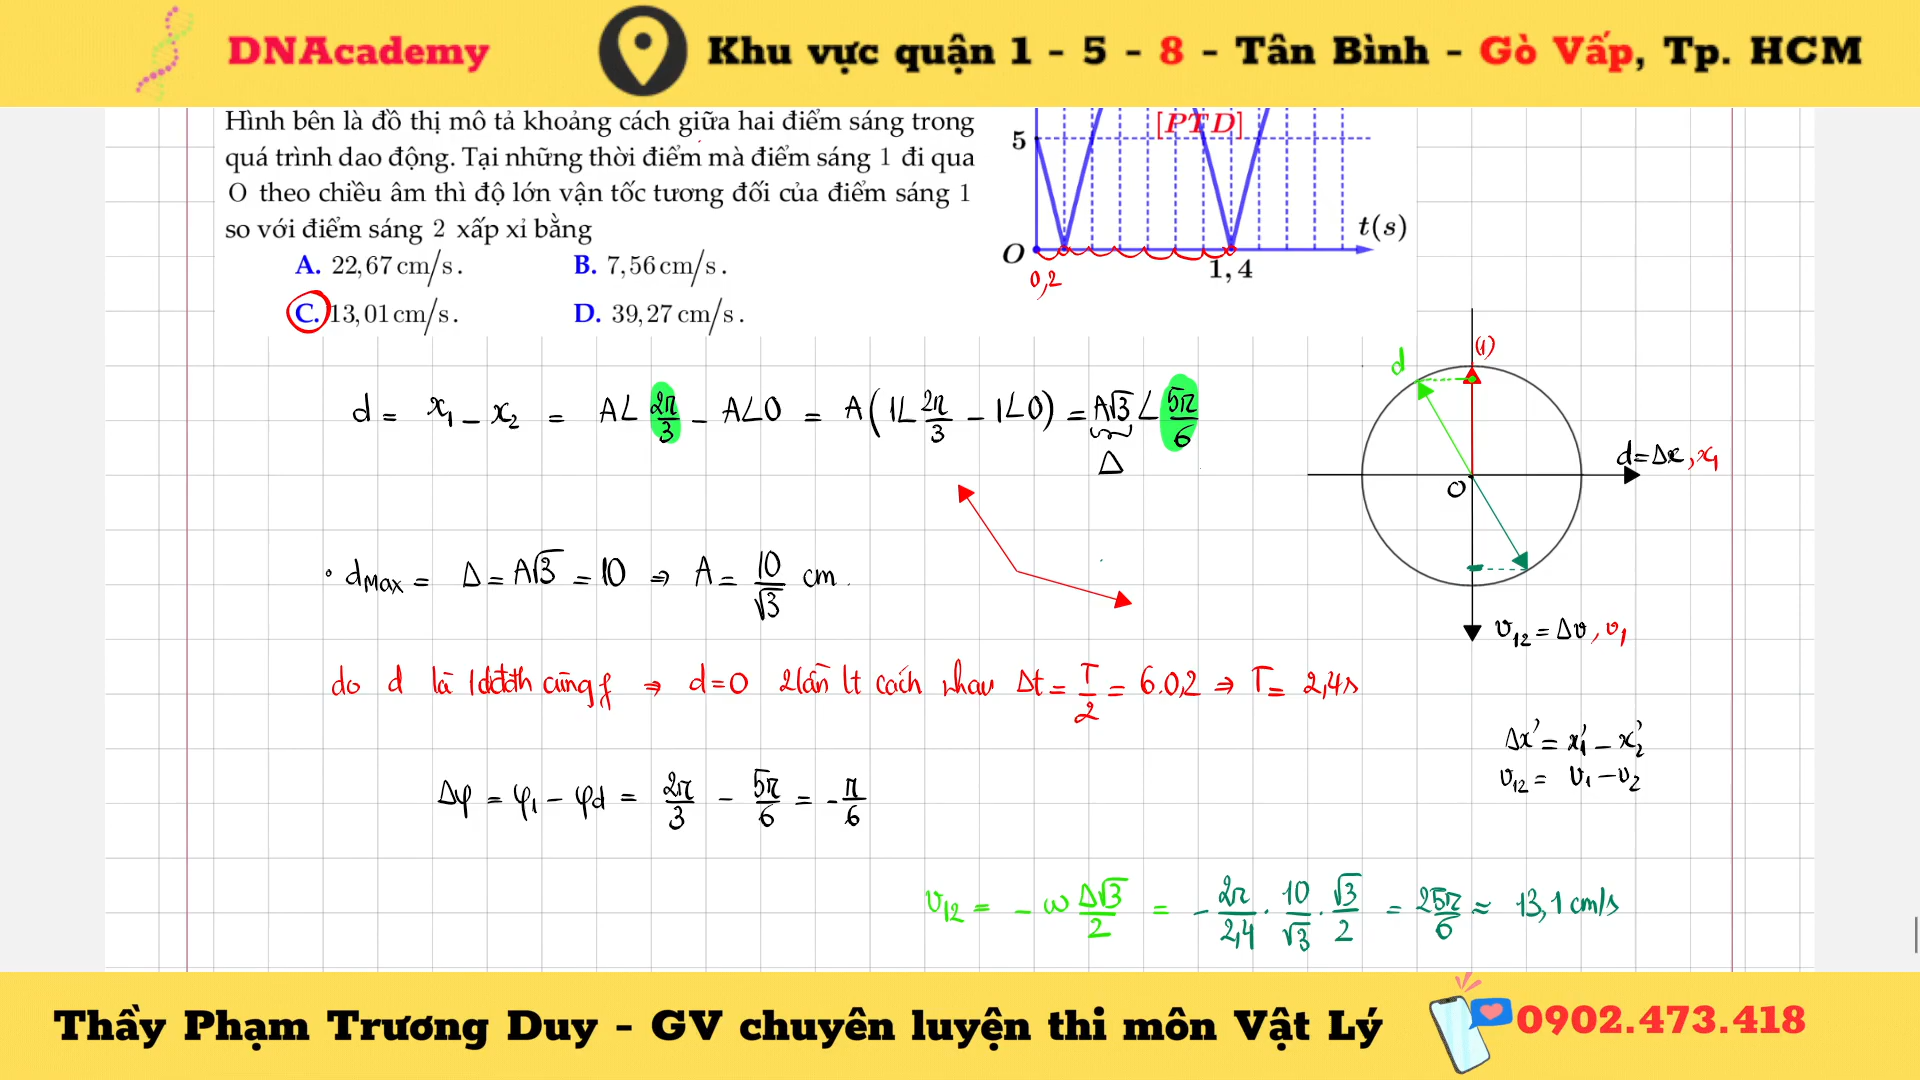 DNAcademy
Khu vực quận 1 - 5 - 8 - Tân Bình - Gò Vấp, Tp. HCM
Hình bên là đồ thị mô tả khoảng cách giữa hai điểm sáng trong
quá trình dao động. Tại những thời điểm mà điểm sáng 1 đi qua
O theo chiều âm thì độ lớn vận tốc tương đối của điểm sáng 1
so với điểm sáng 2 xấp xỉ bằng
A. 22,67 cm/s.
B. 7,56 cm/s.
C. 13,01 cm/s.
D. 39,27 cm/s.
[PTD]
5
O
t(s)
1,4
0,2
(1)
d
d=Δx, x₁
O
v₁₂ = Δv, v₁
d = x₁ - x₂ = A∠2π/3 - A∠0 = A(1∠2π/3 - 1∠0) = A√3∠5π/6
Δ
• dMax = Δ = A√3 = 10 ⇒ A = 10/√3 cm.
do d là 1 dđđh cùng f ⇒ d=0 2 lần lt cách nhau Δt = T/2 = 6.0,2 ⇒ T = 2,4s
Δx' = x₁' - x₂'
v₁₂ = v₁ - v₂
Δφ = φ₁ - φd = 2π/3 - 5π/6 = -π/6
v₁₂ = -ω Δ√3/2 = -2π/2,4 . 10/√3 . √3/2 = 25π/6 ≈ 13,1 cm/s
Thầy Phạm Trương Duy - GV chuyên luyện thi môn Vật Lý
0902.473.418